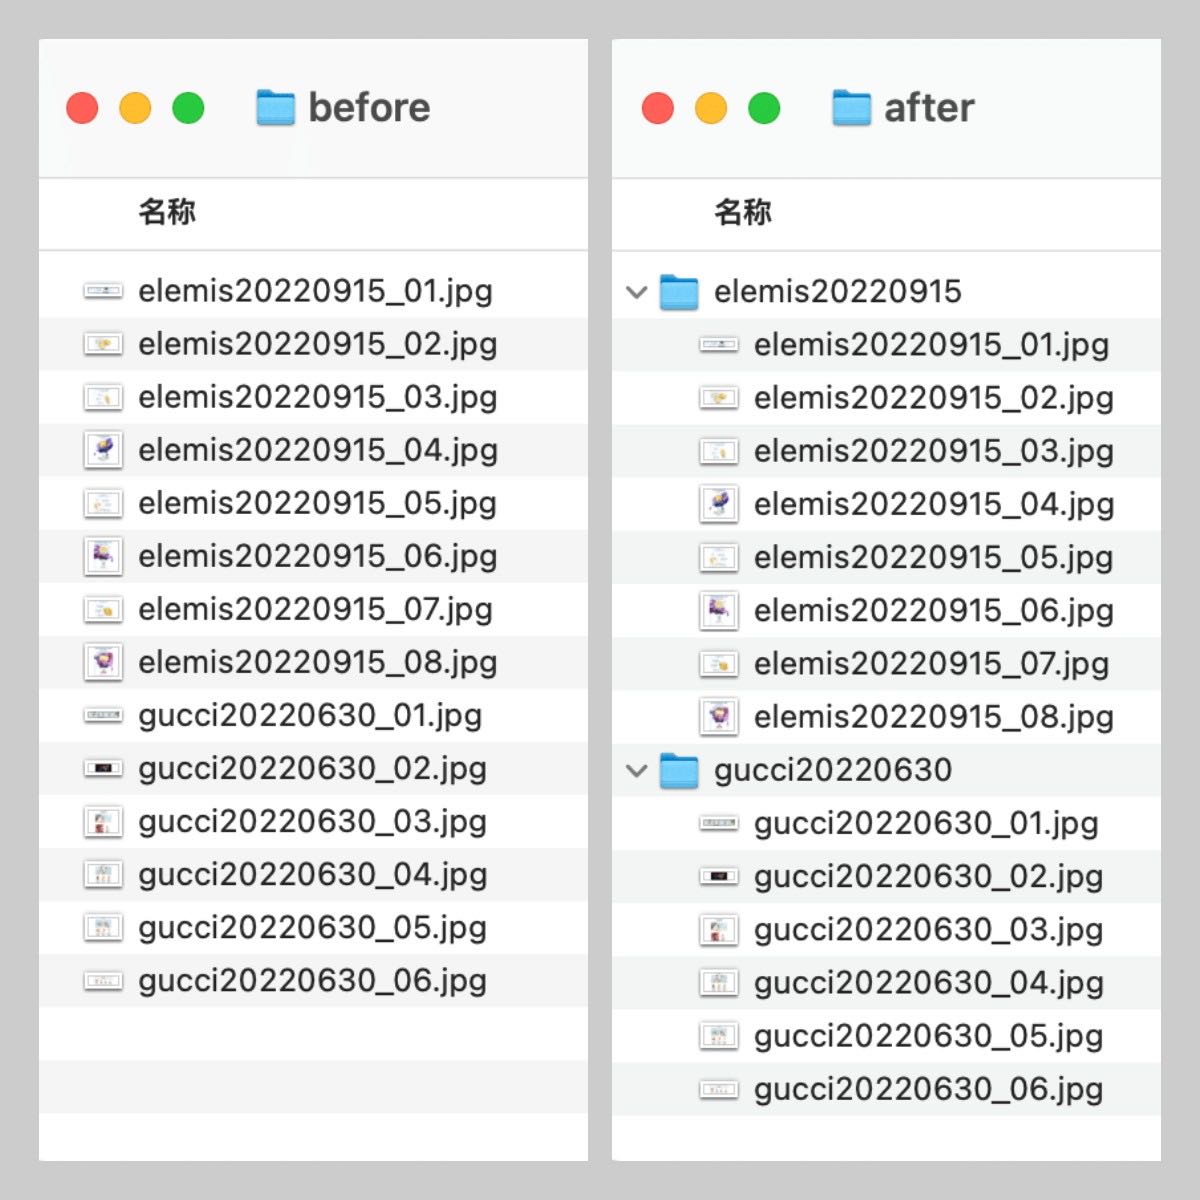 before
名称
elemis20220915_01.jpg
elemis20220915_02.jpg
elemis20220915_03.jpg
elemis20220915_04.jpg
elemis20220915_05.jpg
elemis20220915_06.jpg
elemis20220915_07.jpg
elemis20220915_08.jpg
gucci20220630_01.jpg
gucci20220630_02.jpg
gucci20220630_03.jpg
gucci20220630_04.jpg
gucci20220630_05.jpg
gucci20220630_06.jpg
after
名称
elemis20220915
elemis20220915_01.jpg
elemis20220915_02.jpg
elemis20220915_03.jpg
elemis20220915_04.jpg
elemis20220915_05.jpg
elemis20220915_06.jpg
elemis20220915_07.jpg
elemis20220915_08.jpg
gucci20220630
gucci20220630_01.jpg
gucci20220630_02.jpg
gucci20220630_03.jpg
gucci20220630_04.jpg
gucci20220630_05.jpg
gucci20220630_06.jpg